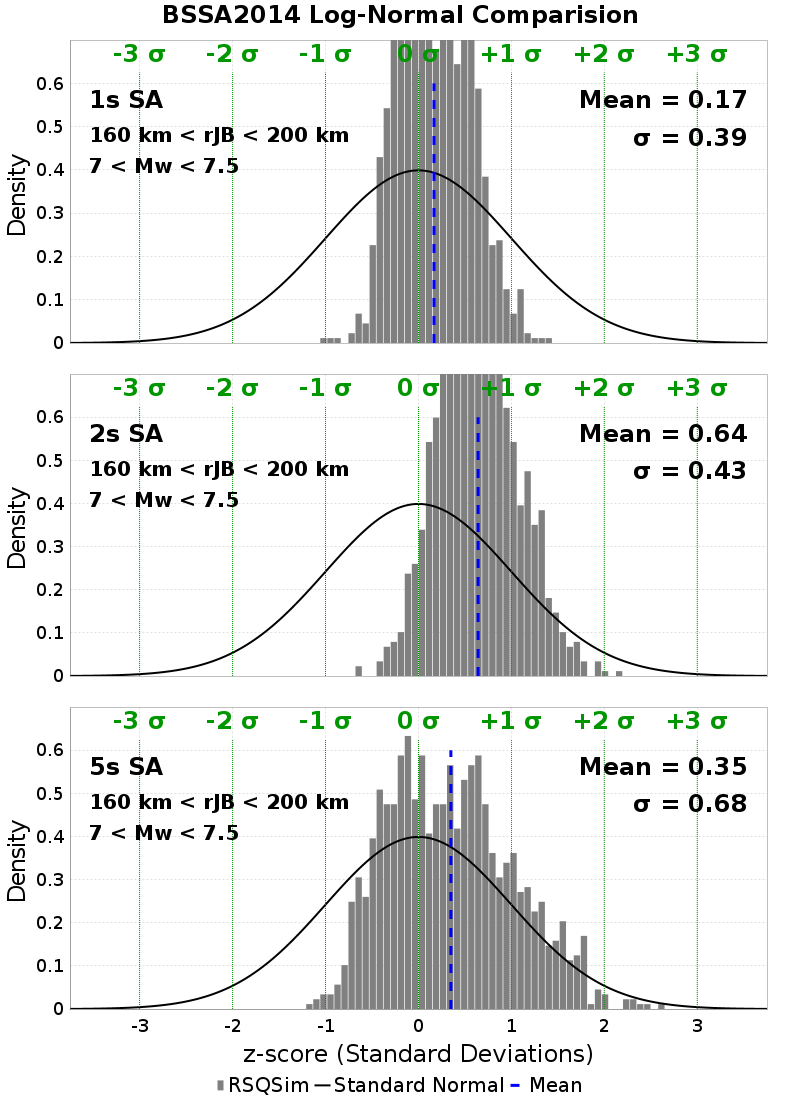 BSSA2014 Log-Normal Comparision
-3 σ -2 σ -1 σ 0 σ +1 σ +2 σ +3 σ
1s SA
160 km < rJB < 200 km
7 < Mw < 7.5
Mean = 0.17
σ = 0.39
Density
0.6
0.5
0.4
0.3
0.2
0.1
0
-3 σ -2 σ -1 σ 0 σ +1 σ +2 σ +3 σ
2s SA
160 km < rJB < 200 km
7 < Mw < 7.5
Mean = 0.64
σ = 0.43
Density
0.6
0.5
0.4
0.3
0.2
0.1
0
-3 σ -2 σ -1 σ 0 σ +1 σ +2 σ +3 σ
5s SA
160 km < rJB < 200 km
7 < Mw < 7.5
Mean = 0.35
σ = 0.68
Density
0.6
0.5
0.4
0.3
0.2
0.1
0
-3 -2 -1 0 1 2 3
z-score (Standard Deviations)
RSQSim Standard Normal Mean